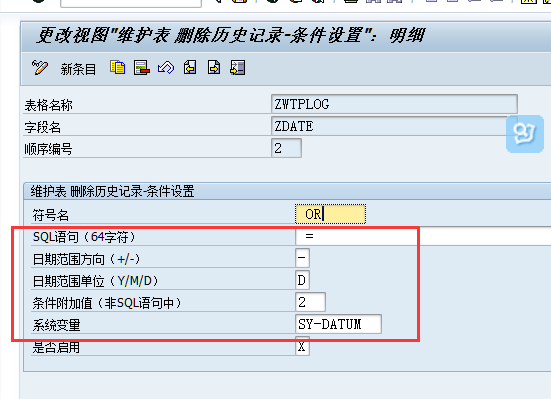 更改视图"维护表 删除历史记录-条件设置": 明细
新条目
表格名称 ZWTPLOG
字段名 ZDATE
顺序编号 2
维护表 删除历史记录-条件设置
符号名 OR
SQL语句（64字符） =
日期范围方向（+/-） -
日期范围单位（Y/M/D） D
条件附加值（非SQL语句中） 2
系统变量 SY-DATUM
是否启用 X